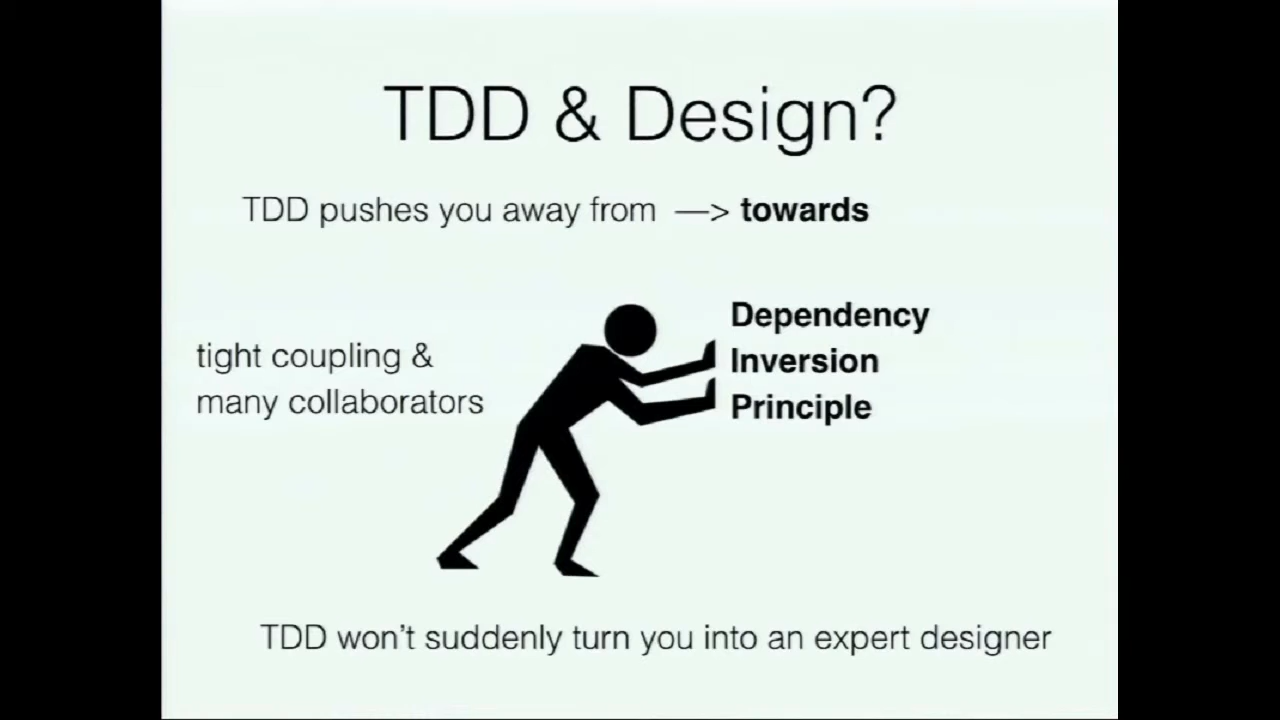 TDD & Design?
TDD pushes you away from —> towards
tight coupling &
many collaborators
Dependency
Inversion
Principle
TDD won't suddenly turn you into an expert designer